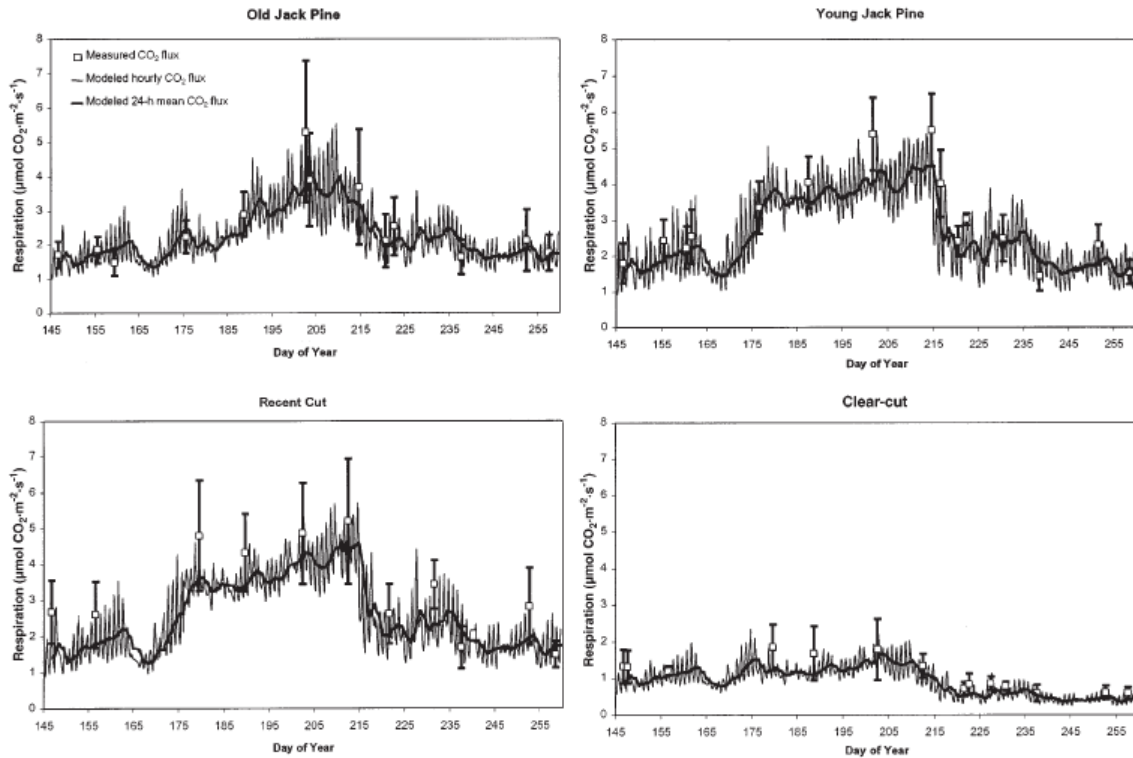 Old Jack Pine
Respiration (µmol CO₂·m⁻²·s⁻¹)
8
7
6
5
4
3
2
1
0
Measured CO₂ flux
Modeled hourly CO₂ flux
Modeled 24-h mean CO₂ flux
145 155 165 175 185 195 205 215 225 235 245 255
Day of Year
Young Jack Pine
Respiration (µmol CO₂·m⁻²·s⁻¹)
8
7
6
5
4
3
2
1
0
145 155 165 175 185 195 205 215 225 235 245 255
Day of Year
Recent Cut
Respiration (µmol CO₂·m⁻²·s⁻¹)
8
7
6
5
4
3
2
1
0
145 155 165 175 185 195 205 215 225 235 245 255
Day of Year
Clear-cut
Respiration (µmol CO₂·m⁻²·s⁻¹)
8
7
6
5
4
3
2
1
0
145 155 165 175 185 195 205 215 225 235 245 255
Day of Year